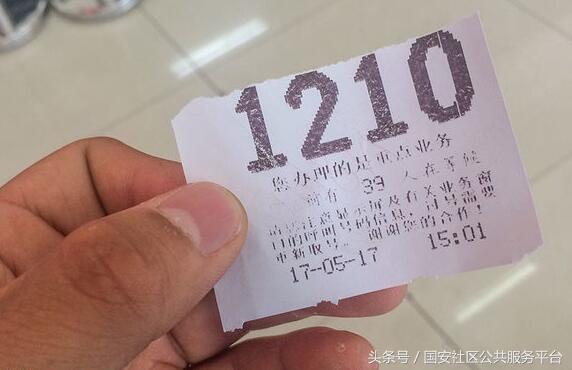 1210
您办理的是重点业务
前有 39 人在等候
请您注意显示屏及有关业务窗
口的呼叫号码信息,过号需要
重新取号。谢谢您的合作!
17-05-17 15:01
头条号 / 国安社区公共服务平台